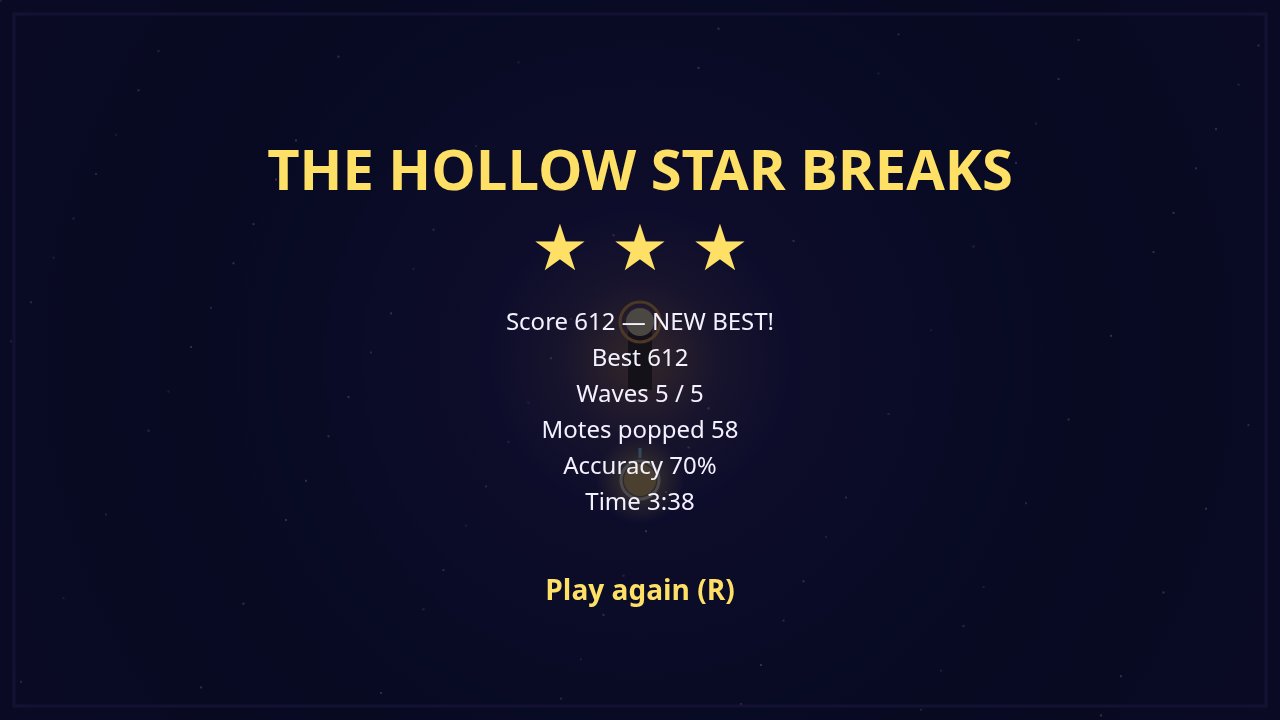 THE HOLLOW STAR BREAKS
★ ★ ★
Score 612 — NEW BEST!
Best 612
Waves 5 / 5
Motes popped 58
Accuracy 70%
Time 3:38
Play again (R)